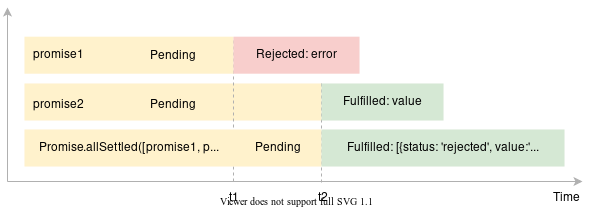 promise1 Pending Rejected: error
promise2 Pending Fulfilled: value
Promise.allSettled([promise1, p... Pending Fulfilled: [{status: 'rejected', value:'...
t1 t2 Time
Viewer does not support full SVG 1.1